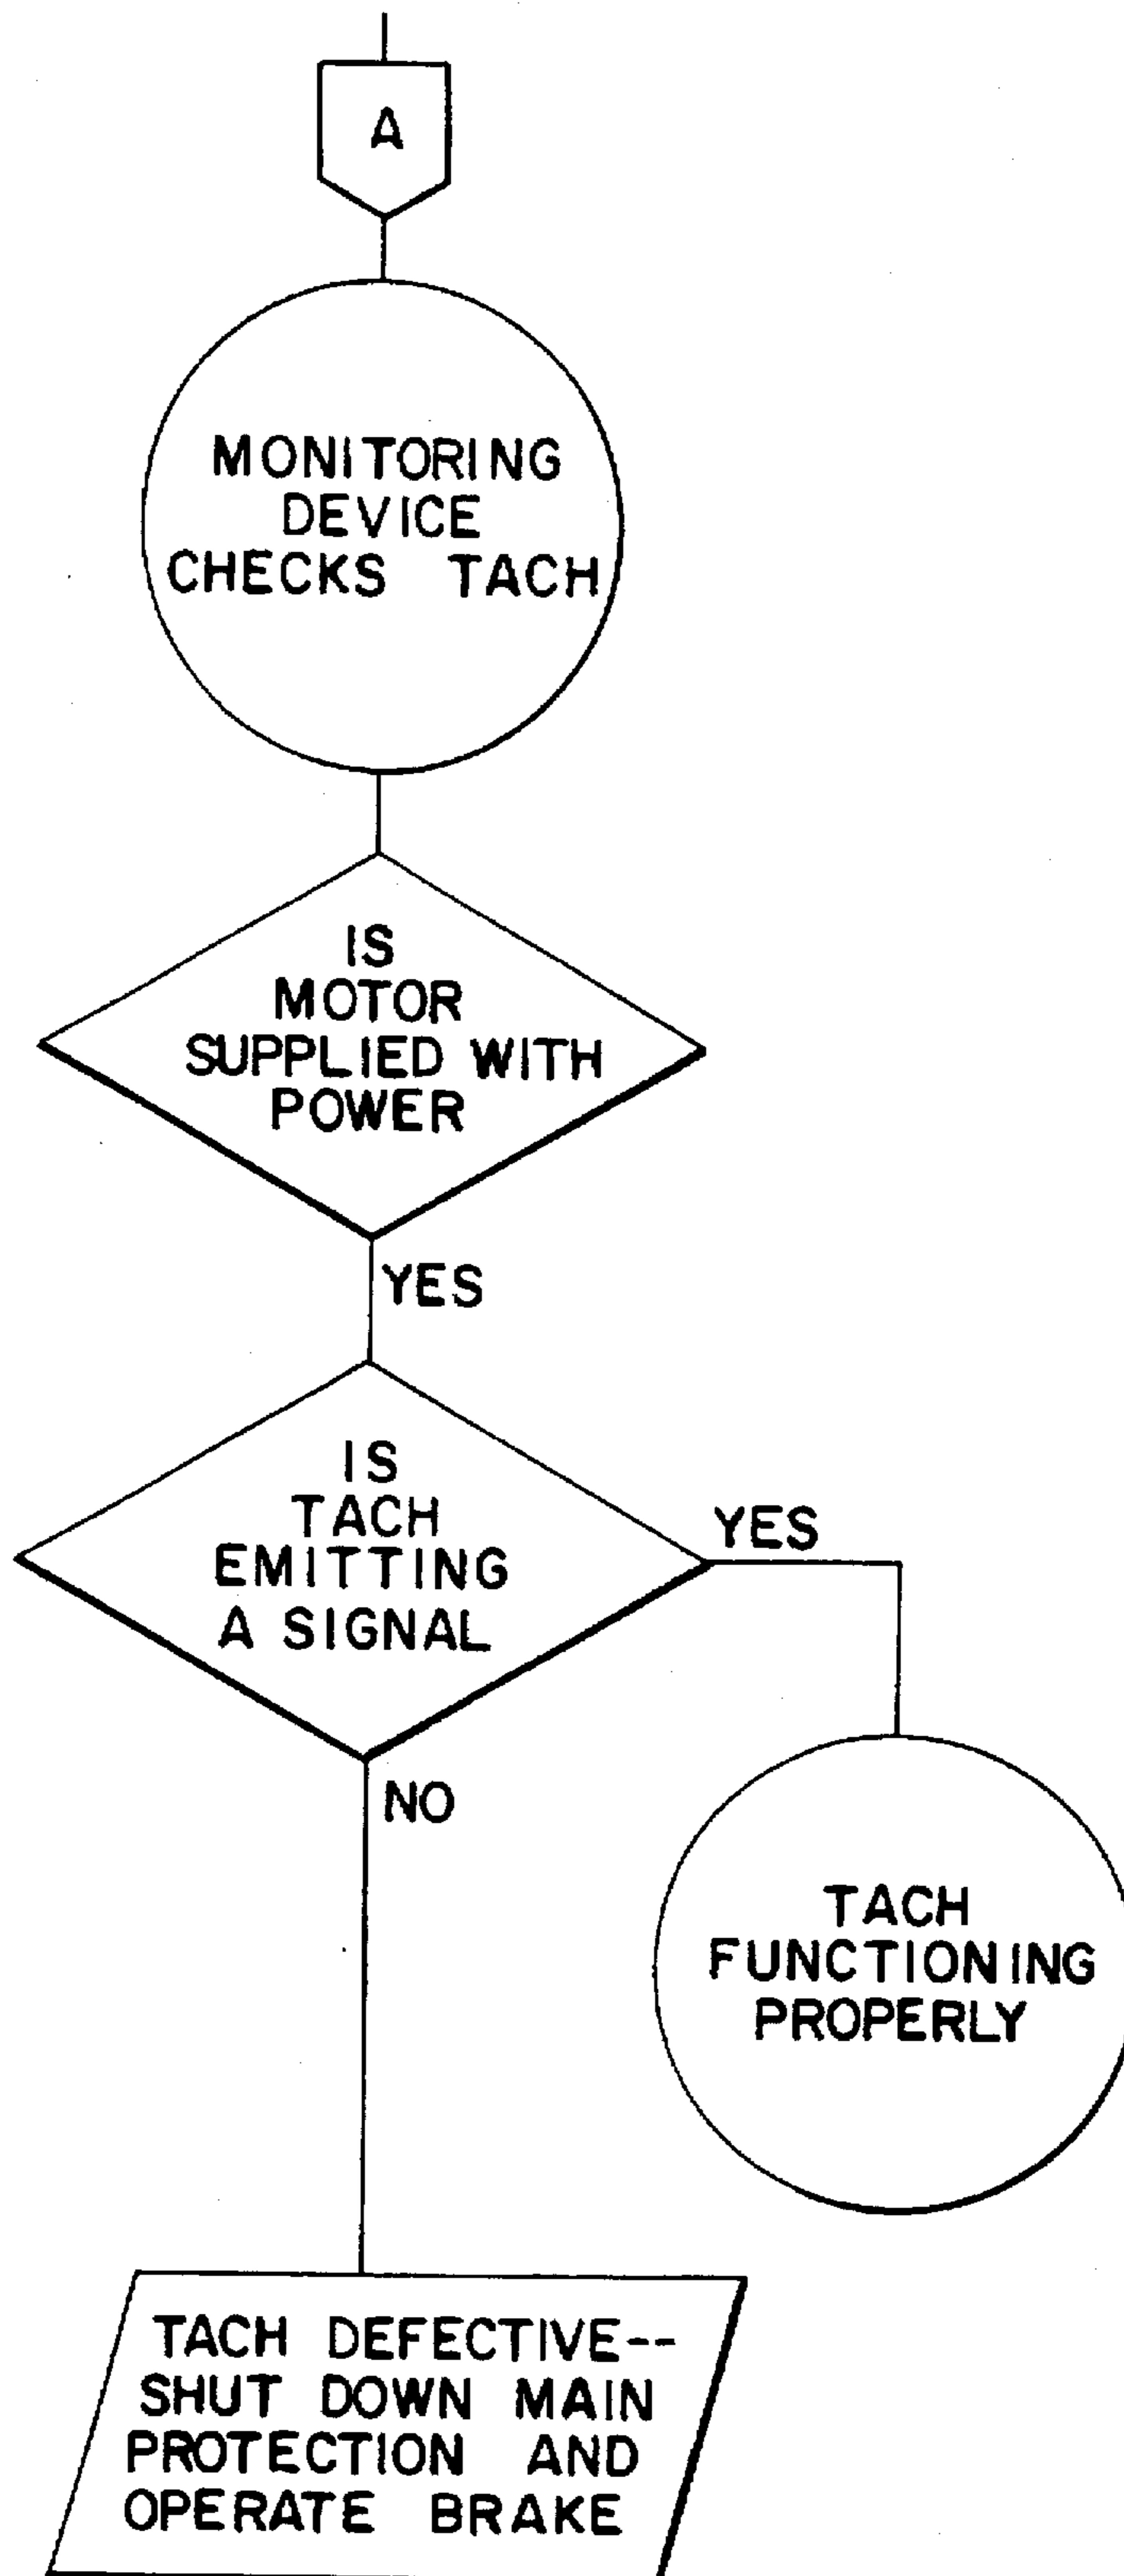 A
MONITORING
DEVICE
CHECKS TACH
IS
MOTOR
SUPPLIED WITH
POWER
YES
IS
TACH
EMITTING
A SIGNAL
YES
NO
TACH
FUNCTIONING
PROPERLY
TACH DEFECTIVE--
SHUT DOWN MAIN
PROTECTION AND
OPERATE BRAKE